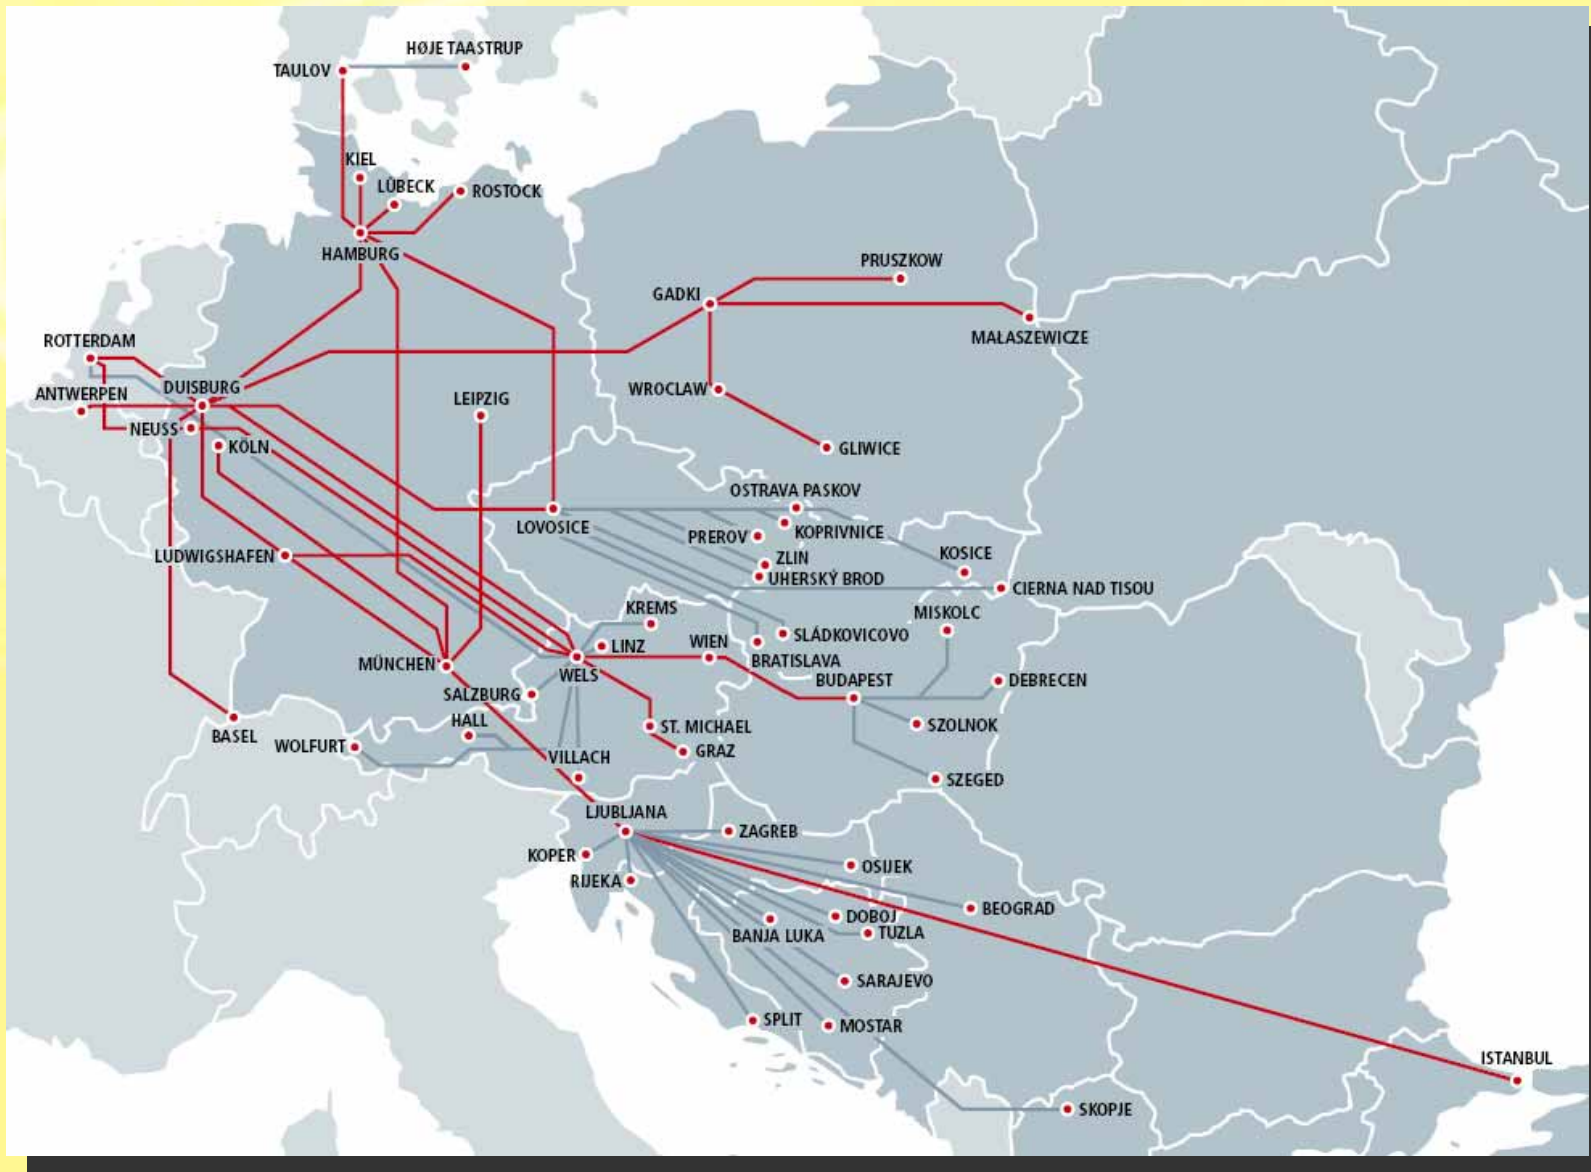 HØJE TAASTRUP
TAULOV
KIEL
LÜBECK
ROSTOCK
HAMBURG
PRUSZKOW
GADKI
MAŁASZEWICZE
ROTTERDAM
DUISBURG
ANTWERPEN
WROCLAW
LEIPZIG
NEUSS
KÖLN
GLIWICE
OSTRAVA PASKOV
LOVOSICE
PREROV
KOPRIVNICE
KOSICE
LUDWIGSHAFEN
ZLIN
UHERSKÝ BROD
CIERNA NAD TISOU
KREMS
MISKOLC
SLÁDKOVICOVO
LINZ
WIEN
MÜNCHEN
BRATISLAVA
WELS
BUDAPEST
DEBRECEN
SALZBURG
HALL
ST. MICHAEL
SZOLNOK
BASEL
WOLFURT
GRAZ
VILLACH
SZEGED
LJUBLJANA
ZAGREB
KOPER
OSIJEK
RIJEKA
BEOGRAD
DOBOJ
BANJA LUKA
TUZLA
SARAJEVO
SPLIT
MOSTAR
ISTANBUL
SKOPJE